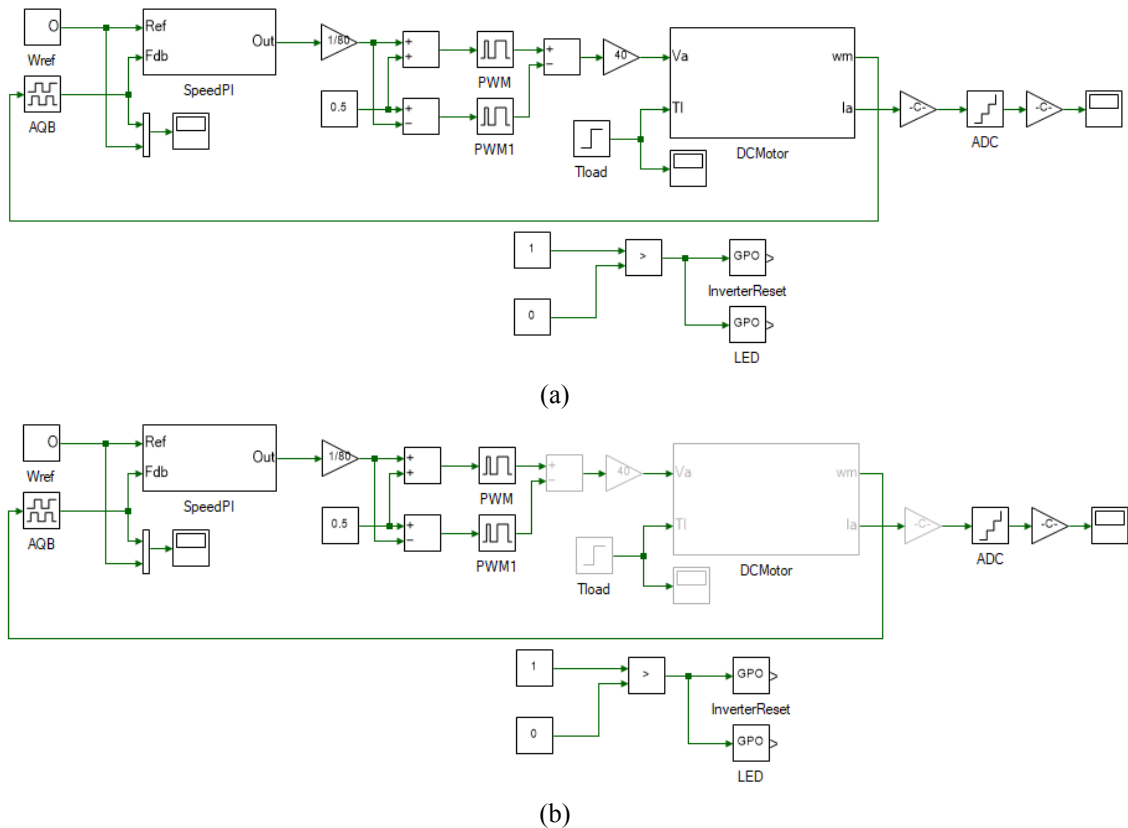 O
Wref
Ref
Fdb
Out
SpeedPI
AQB
1/80
0.5
+
+
+
−
PWM
PWM1
+
−
40
Va
Tl
wm
Ia
DCMotor
Tload
-C-
ADC
-C-
1
0
>
GPO
InverterReset
GPO
LED
(a)
O
Wref
Ref
Fdb
Out
SpeedPI
AQB
1/80
0.5
+
+
+
−
PWM
PWM1
+
−
40
Va
Tl
wm
Ia
DCMotor
Tload
-C-
ADC
-C-
1
0
>
GPO
InverterReset
GPO
LED
(b)